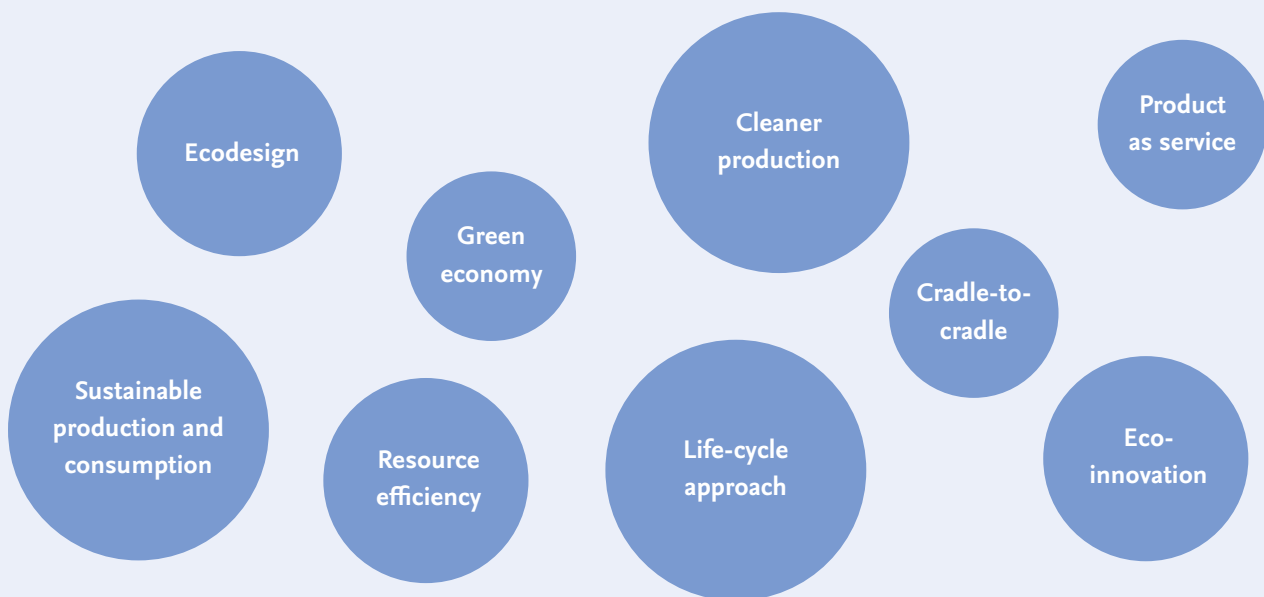 Ecodesign
Green
economy
Cleaner
production
Product
as service
Cradle-to-
cradle
Sustainable
production and
consumption
Resource
efficiency
Life-cycle
approach
Eco-
innovation